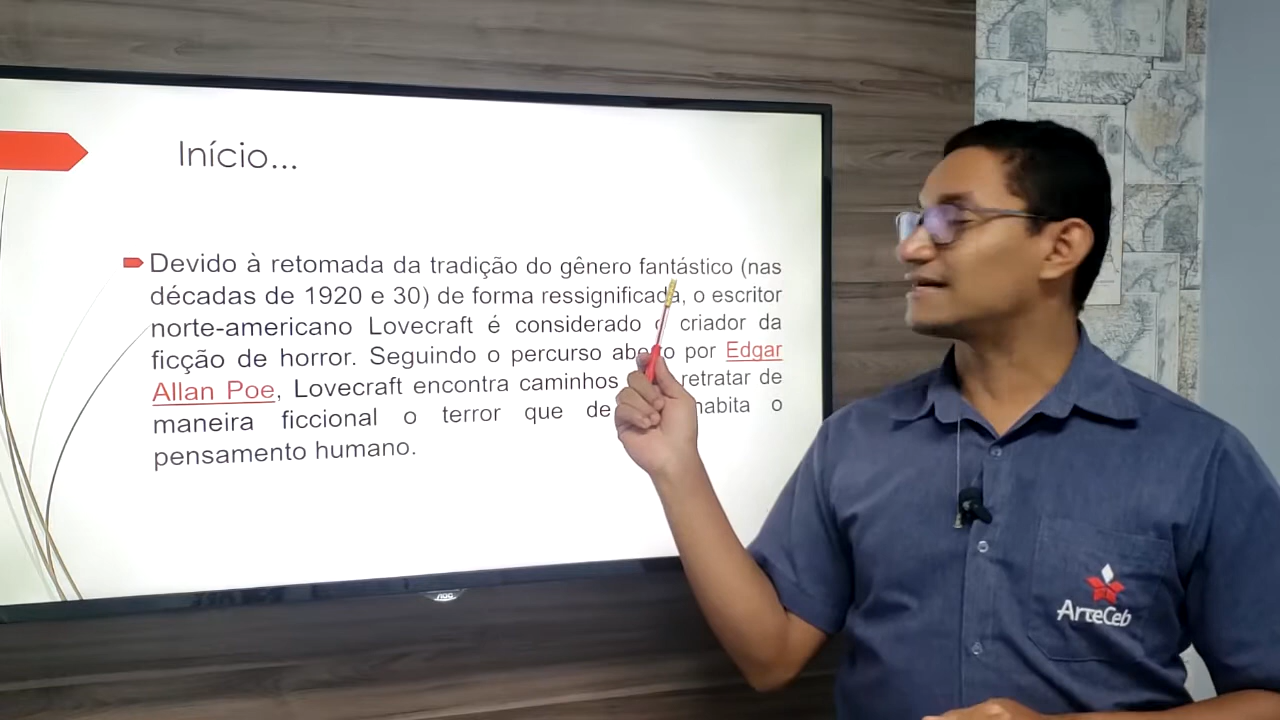 Início...
Devido à retomada da tradição do gênero fantástico (nas
décadas de 1920 e 30) de forma ressignificada, o escritor
norte-americano Lovecraft é considerado criador da
ficção de horror. Seguindo o percurso por Edgar
Allan Poe, Lovecraft encontra caminhos retratar de
maneira ficcional o terror que de o
pensamento humano.
AOC
ArteCeb